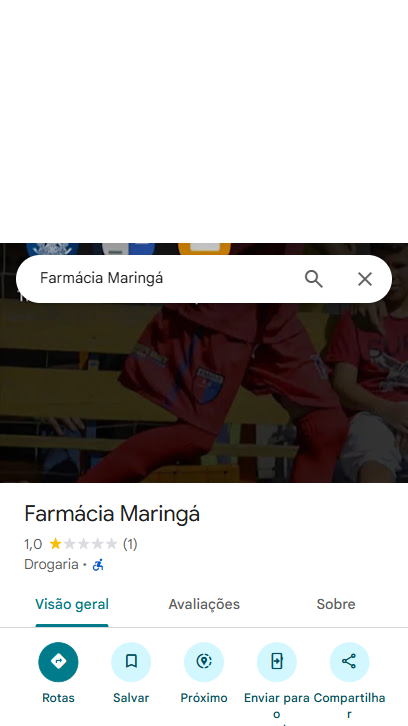 Farmácia Maringá
Farmácia Maringá
1,0 (1)
Drogaria ·
Visão geral Avaliações Sobre
Rotas Salvar Próximo Enviar para o Compartilhar